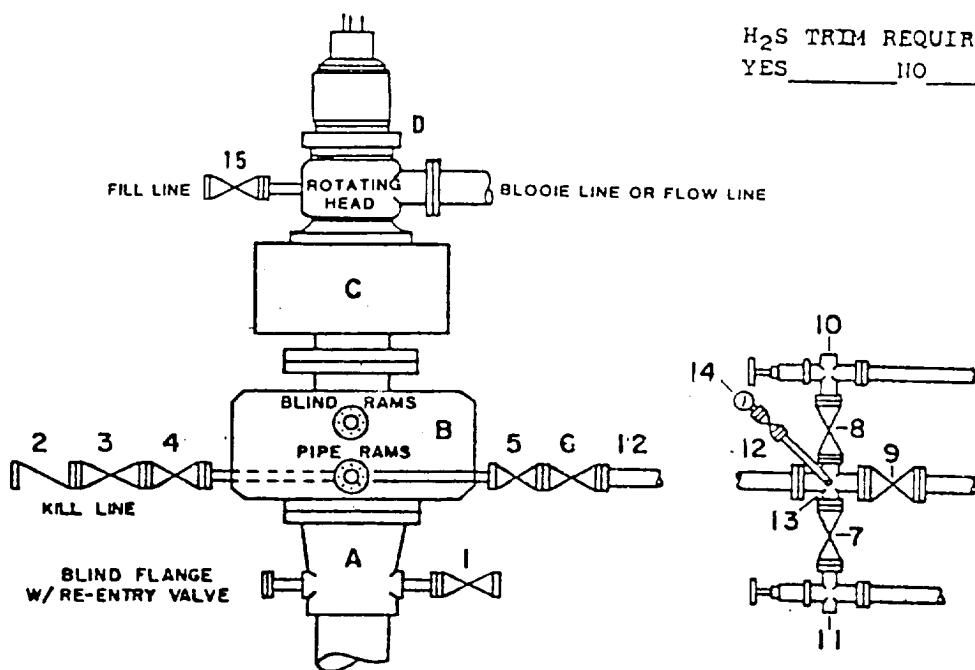 H₂S TRIM REQUIR
YES________NO____
D
15
FILL LINE
ROTATING HEAD
BLOOIE LINE OR FLOW LINE
C
10
14
BLIND RAMS
B
8
2 3 4
PIPE RAMS
5 6 12
12
9
KILL LINE
13
7
A
1
BLIND FLANGE
W/ RE-ENTRY VALVE
11